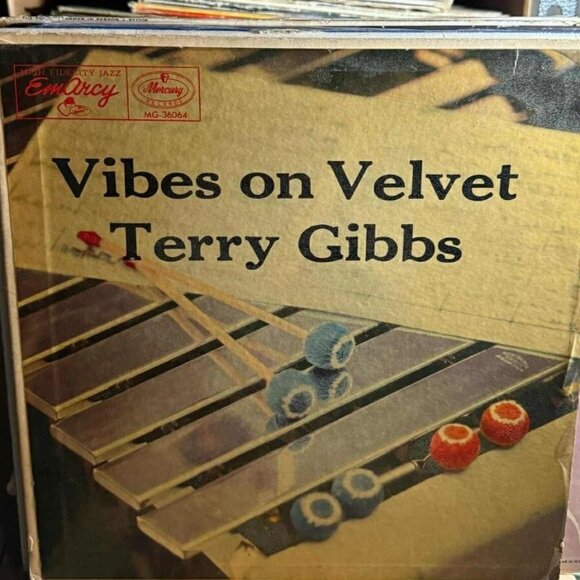 HIGH FIDELITY JAZZ
EmArcy
Mercury
RECORDS
MG-36064
Vibes on Velvet
Terry Gibbs